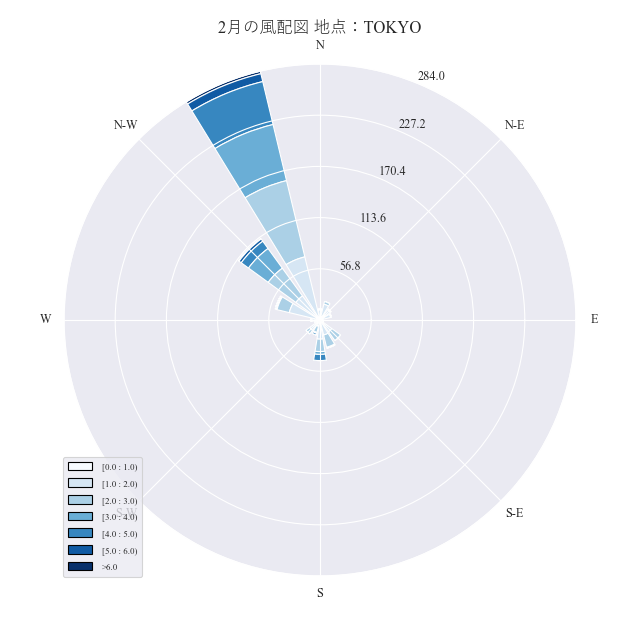 2月の風配図 地点：TOKYO
N
284.0
N-W
N-E
227.2
170.4
113.6
56.8
W
E
[0.0 : 1.0)
[1.0 : 2.0)
[2.0 : 3.0)
[3.0 : 4.0)
[4.0 : 5.0)
[5.0 : 6.0)
>6.0
S-W
S-E
S